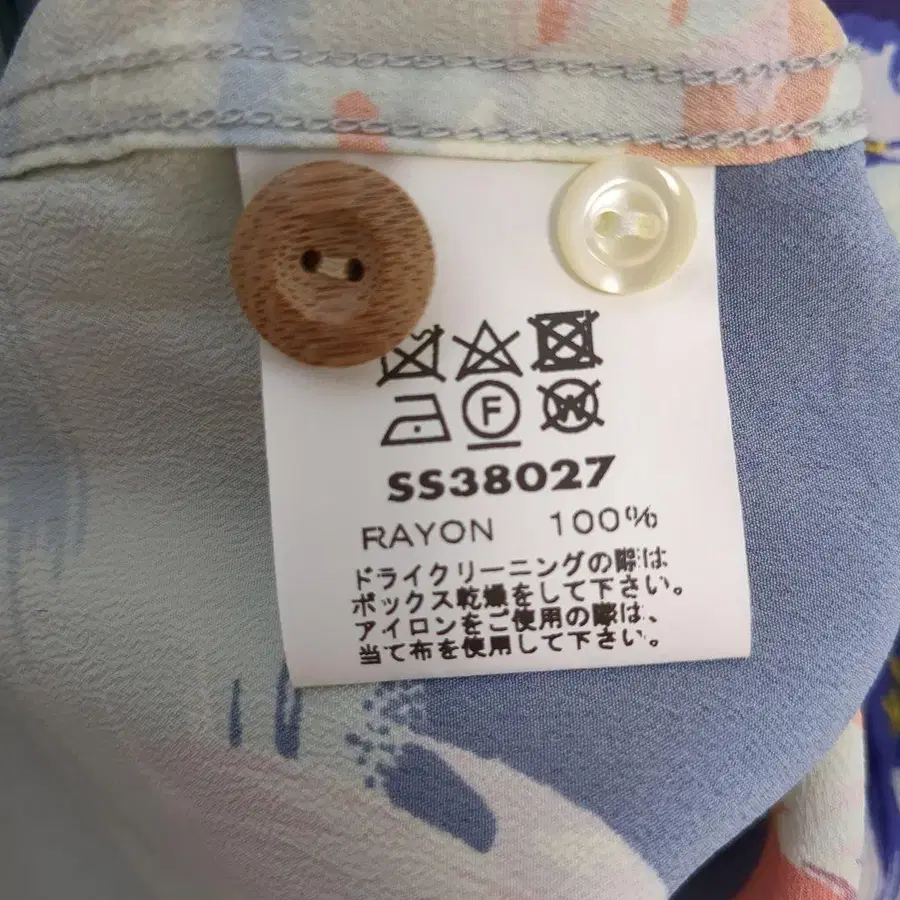 F W
SS38027
RAYON 100%
ドライクリーニングの際は
ボックス乾燥をして下さい。
アイロンをご使用の際は、
当て布を使用して下さい。